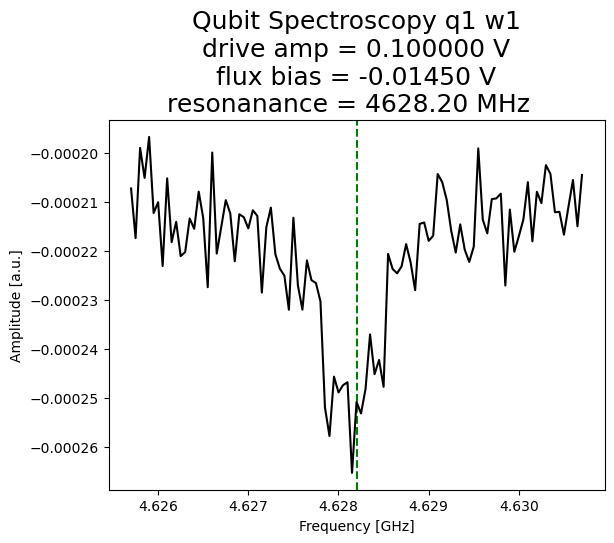 Qubit Spectroscopy q1 w1
drive amp = 0.100000 V
flux bias = -0.01450 V
resonanance = 4628.20 MHz
−0.00020
−0.00021
−0.00022
−0.00023
−0.00024
−0.00025
−0.00026
Amplitude [a.u.]
4.626
4.627
4.628
4.629
4.630
Frequency [GHz]